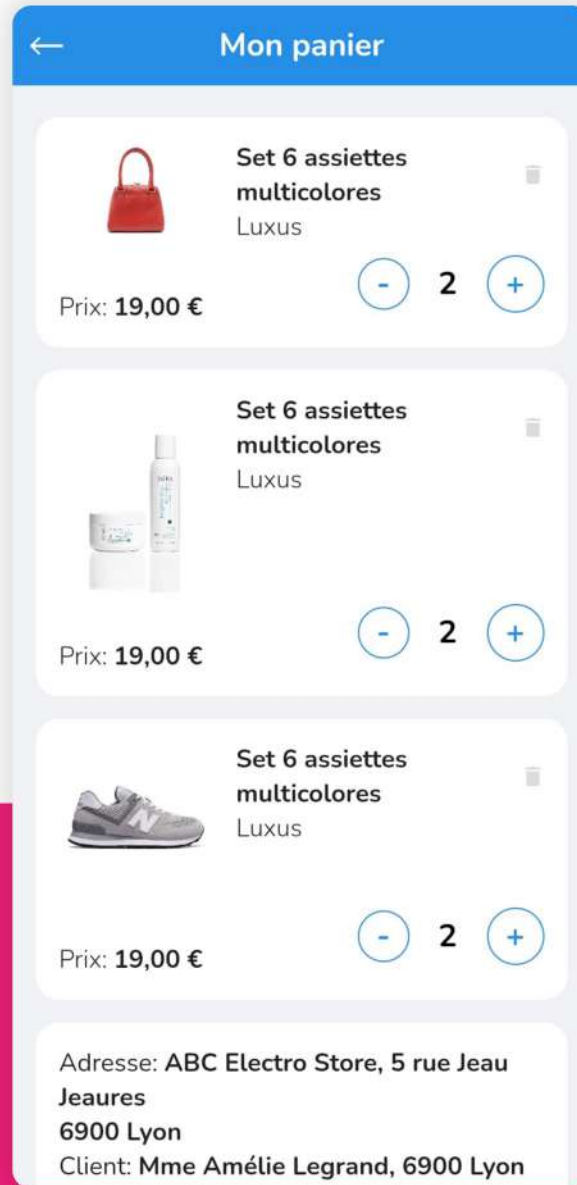 Mon panier
Set 6 assiettes
multicolores
Luxus
Prix: 19,00 €
- 2 +
Set 6 assiettes
multicolores
Luxus
Prix: 19,00 €
- 2 +
Set 6 assiettes
multicolores
Luxus
N
Prix: 19,00 €
- 2 +
Adresse: ABC Electro Store, 5 rue Jeau
Jeaures
6900 Lyon
Client: Mme Amélie Legrand, 6900 Lyon